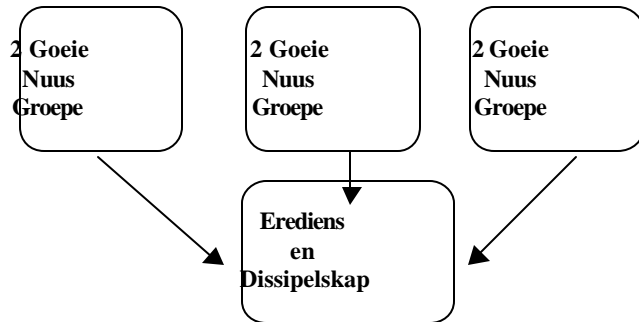 2 Goeie
Nuus
Groepe
2 Goeie
Nuus
Groepe
2 Goeie
Nuus
Groepe
Erediens
en
Dissipelskap